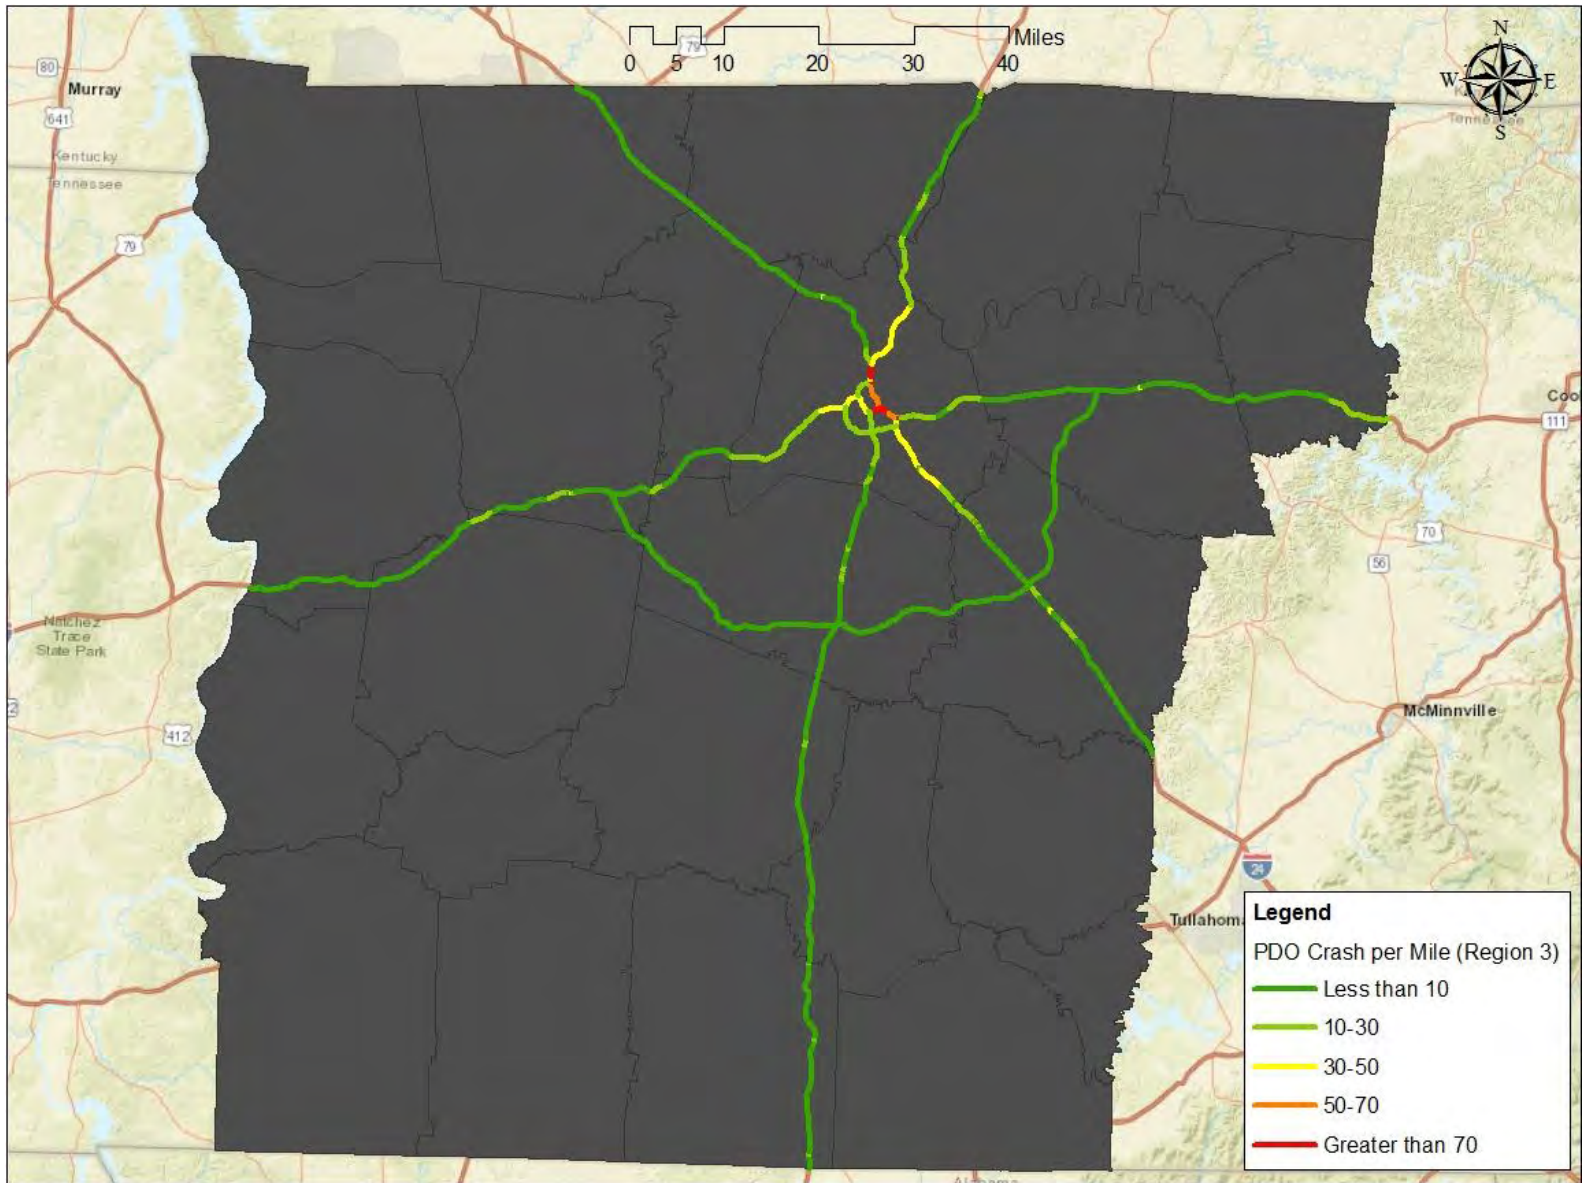 79
Miles
0 5 10 20 30 40
N
W E
S
80
Murray
641
Kentucky
Tennessee
Tennessee
79
Coo
111
70
56
Natchez
Trace
State Park
412
McMinnville
24
Tullahoma
Legend
PDO Crash per Mile (Region 3)
Less than 10
10-30
30-50
50-70
Greater than 70
Alabama